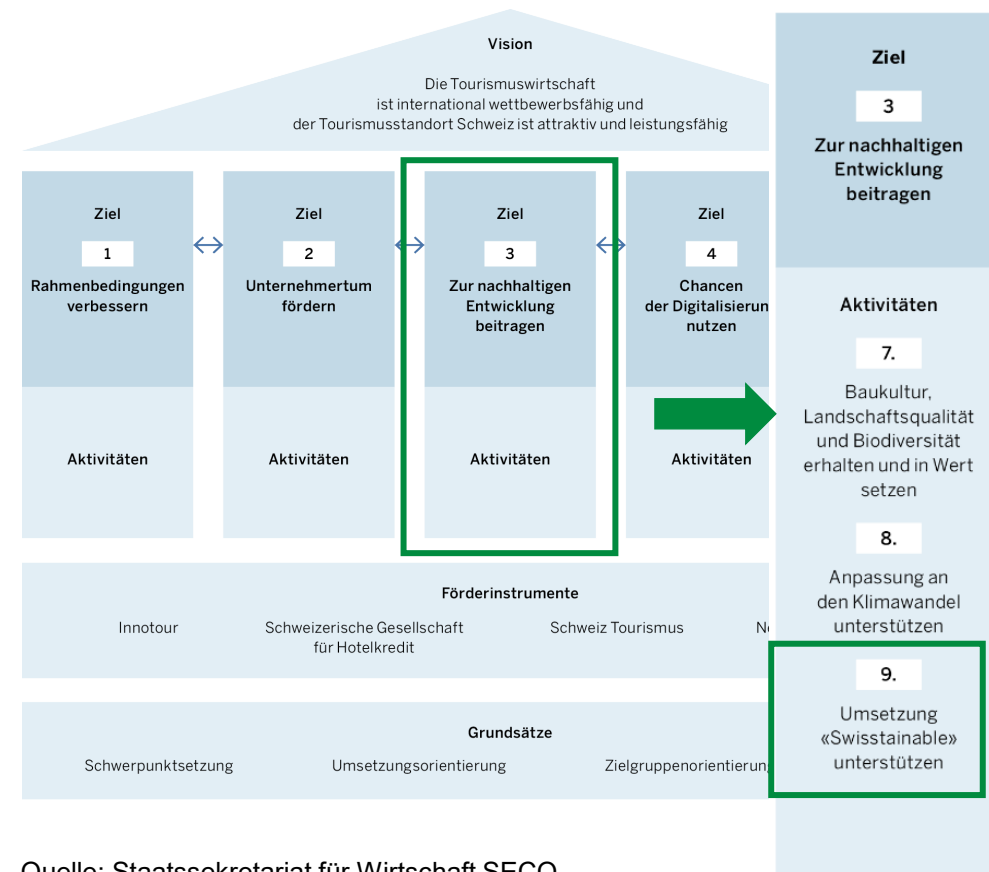 Vision
Die Tourismuswirtschaft
ist international wettbewerbsfähig und
der Tourismusstandort Schweiz ist attraktiv und leistungsfähig
Ziel
1
Rahmenbedingungen
verbessern
Aktivitäten
Ziel
2
Unternehmertum
fördern
Aktivitäten
Ziel
3
Zur nachhaltigen
Entwicklung
beitragen
Aktivitäten
Ziel
4
Chancen
der Digitalisierun
nutzen
Aktivitäten
Förderinstrumente
Innotour
Schweizerische Gesellschaft
für Hotelkredit
Schweiz Tourismus
Grundsätze
Schwerpunktsetzung
Umsetzungsorientierung
Zielgruppenorientierung
Ziel
3
Zur nachhaltigen
Entwicklung
beitragen
Aktivitäten
7.
Baukultur,
Landschaftsqualität
und Biodiversität
erhalten und in Wert
setzen
8.
Anpassung an
den Klimawandel
unterstützen
9.
Umsetzung
«Swisstainable»
unterstützen
Quelle: Staatssekretariat für Wirtschaft SECO